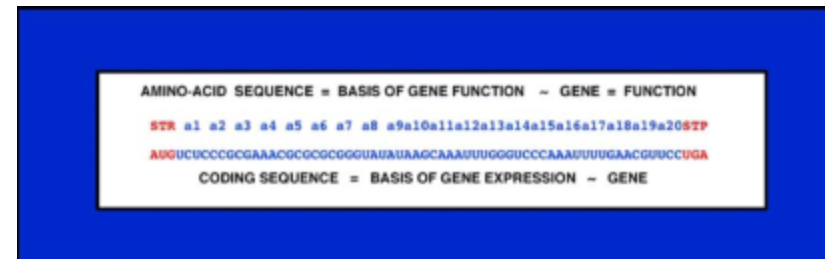 AMINO-ACID SEQUENCE = BASIS OF GENE FUNCTION ~ GENE = FUNCTION
STR a1 a2 a3 a4 a5 a6 a7 a8 a9a10a11a12a13a14a15a16a17a18a19a20STP
AUGUCUCCCGCGAAACGCGCGCGGGUAUAUAAGCAAAUUUGGGUCCCAAAUUUUGAACGUUCCUGA
CODING SEQUENCE = BASIS OF GENE EXPRESSION ~ GENE